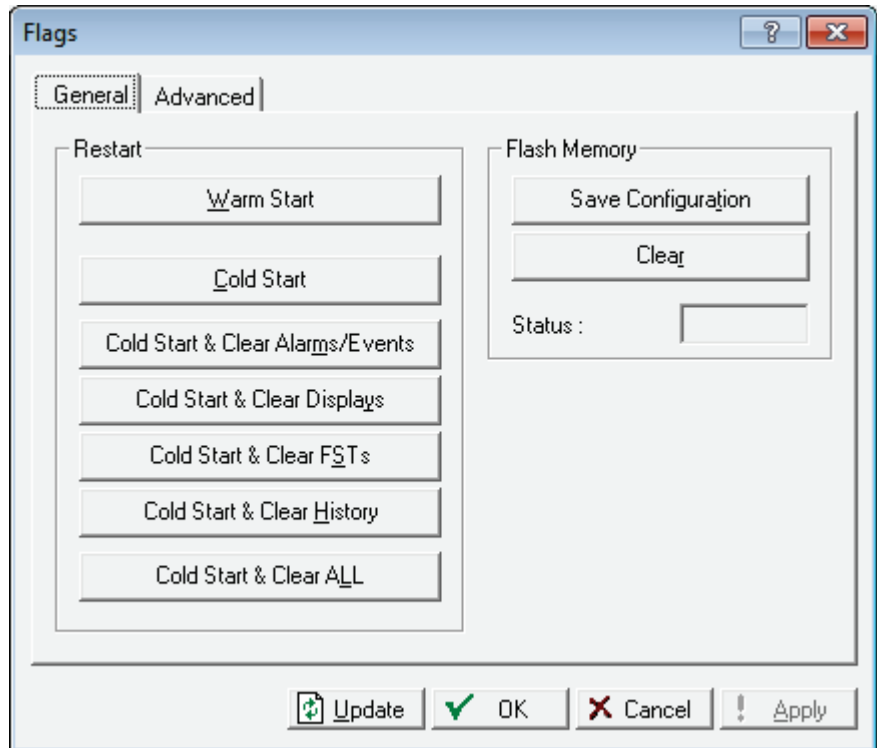 Flags
General Advanced
Restart
Warm Start
Cold Start
Cold Start & Clear Alarms/Events
Cold Start & Clear Displays
Cold Start & Clear FSTs
Cold Start & Clear History
Cold Start & Clear ALL
Flash Memory
Save Configuration
Clear
Status :
Update OK Cancel Apply